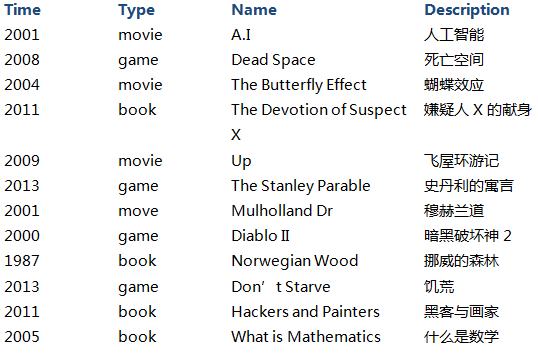 Time Type Name Description
2001 movie A.I 人工智能
2008 game Dead Space 死亡空间
2004 movie The Butterfly Effect 蝴蝶效应
2011 book The Devotion of Suspect 嫌疑人 X 的献身
X
2009 movie Up 飞屋环游记
2013 game The Stanley Parable 史丹利的寓言
2001 move Mulholland Dr 穆赫兰道
2000 game Diablo II 暗黑破坏神 2
1987 book Norwegian Wood 挪威的森林
2013 game Don’t Starve 饥荒
2011 book Hackers and Painters 黑客与画家
2005 book What is Mathematics 什么是数学